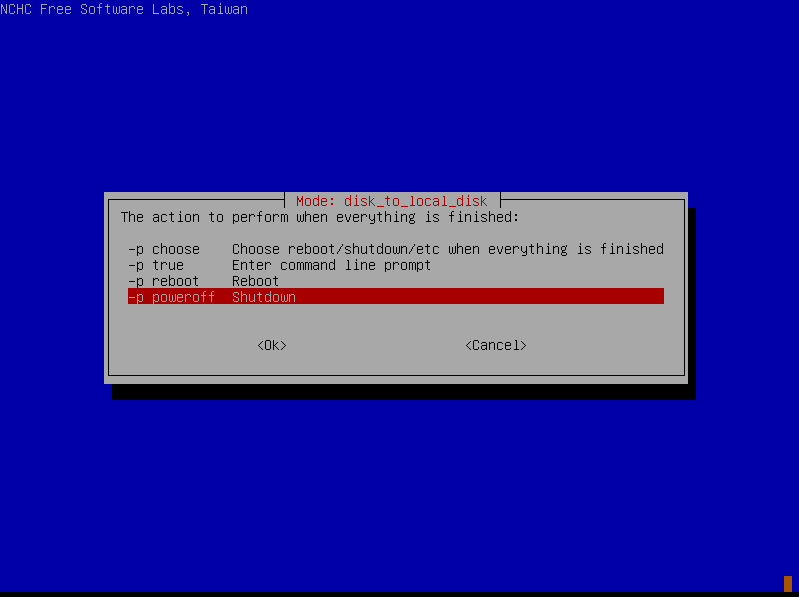 NCHC Free Software Labs, Taiwan
Mode: disk_to_local_disk
The action to perform when everything is finished:
-p choose Choose reboot/shutdown/etc when everything is finished
-p true Enter command line prompt
-p reboot Reboot
-p poweroff Shutdown
<Ok> <Cancel>